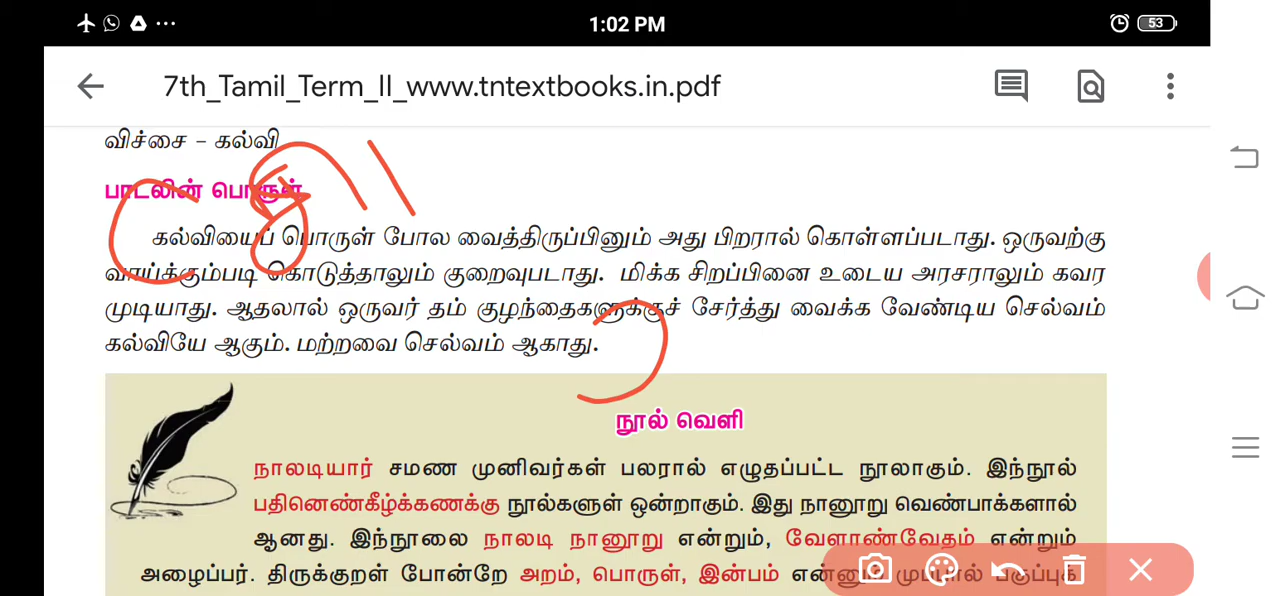 1:02 PM
53
7th_Tamil_Term_II_www.tntextbooks.in.pdf
விச்சை – கல்வி
பாடலின் பொருள்
கல்வியைப் பொருள் போல வைத்திருப்பினும் அது பிறரால் கொள்ளப்படாது. ஒருவற்கு
வாய்க்கும்படி கொடுத்தாலும் குறைவுபடாது. மிக்க சிறப்பினை உடைய அரசராலும் கவர
முடியாது. ஆதலால் ஒருவர் தம் குழந்தைகளுக்குச் சேர்த்து வைக்க வேண்டிய செல்வம்
கல்வியே ஆகும். மற்றவை செல்வம் ஆகாது.
நூல் வெளி
நாலடியார் சமண முனிவர்கள் பலரால் எழுதப்பட்ட நூலாகும். இந்நூல்
பதினெண்கீழ்க்கணக்கு நூல்களுள் ஒன்றாகும். இது நானூறு வெண்பாக்களால்
ஆனது. இந்நூலை நாலடி நானூறு என்றும், வேளாண்வேதம் என்றும்
அழைப்பர். திருக்குறள் போன்றே அறம், பொருள், இன்பம் என்னும் முப்பால் பகுப்புக்